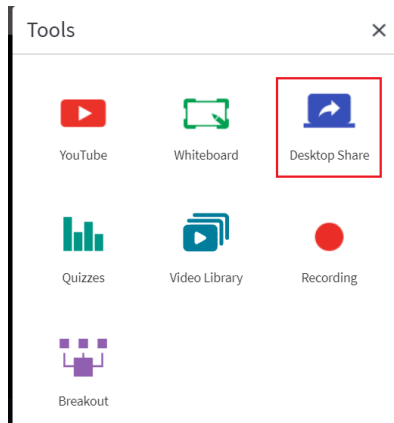 Tools
YouTube
Whiteboard
Desktop Share
Quizzes
Video Library
Recording
Breakout